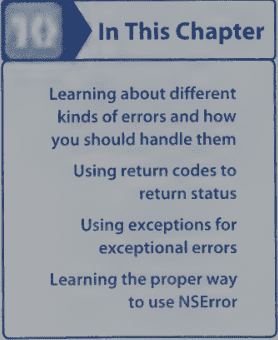 10
In This Chapter
Learning about different
kinds of errors and how
you should handle them
Using return codes to
return status
Using exceptions for
exceptional errors
Learning the proper way
to use NSError